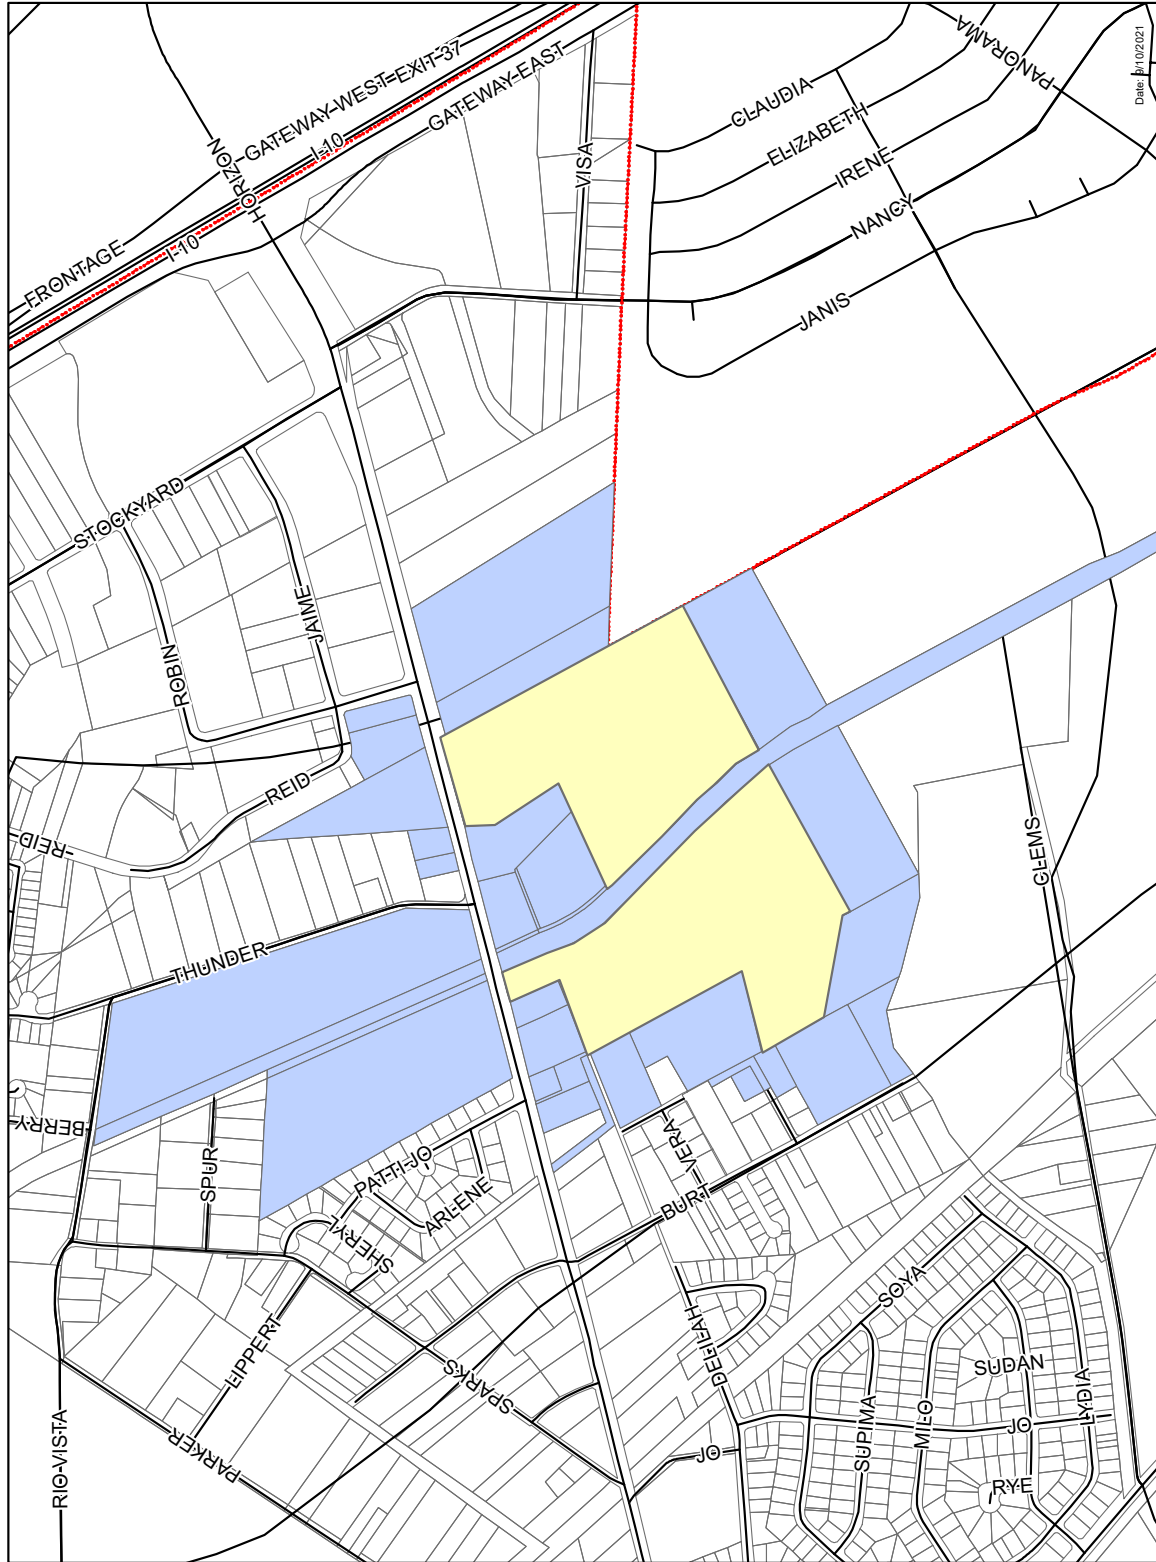 PANORAMA
Date: 9/10/2021
GATEWAY WEST EXIT 37
GATEWAY EAST
HORIZON
I-10
I-10
FRONTAGE
VISA
CLAUDIA
ELIZABETH
IRENE
NANCY
JANIS
STOCKYARD
JAIME
ROBIN
REID
REID
THUNDER
CLEMS
BERRY
SPUR
PATTI JO
ARLENE
SHERYL
VERA
BURT
LIPPERT
SPARKS
DELILAH
SOYA
RIO VISTA
PARKER
SUDAN
LYDIA
SUPIMA
MILO
JO
JO
RYE